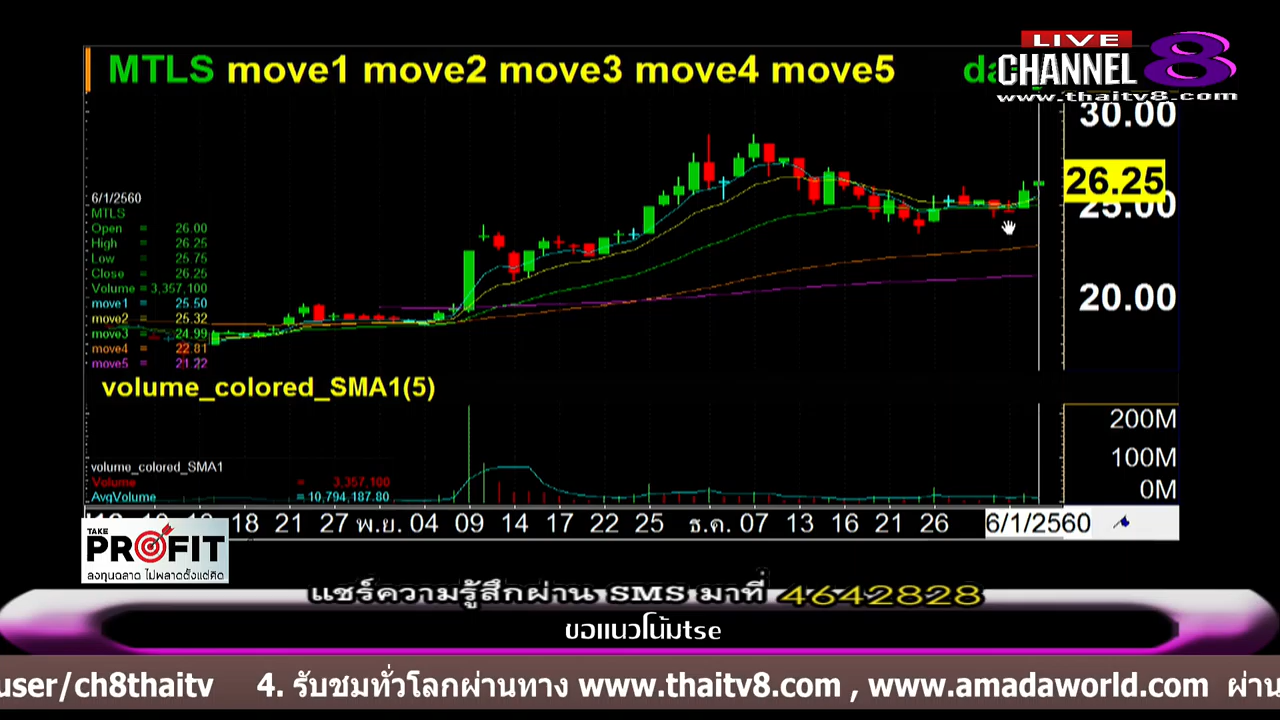 MTLS move1 move2 move3 move4 move5
LIVE
CHANNEL 8
www.thaitv8.com
30.00
26.25
25.00
20.00
6/1/2560
MTLS
Open = 26.00
High = 26.25
Low = 25.75
Close = 26.25
Volume = 3,357,100
move1 = 25.50
move2 = 25.32
move3 = 24.99
move4 = 22.81
move5 = 21.22
volume_colored_SMA1(5)
200M
100M
0M
volume_colored_SMA1
Volume = 3,357,100
AvgVolume = 10,794,187.80
18 21 27 พ.ย. 04 09 14 17 22 25 ธ.ค. 07 13 16 21 26 6/1/2560
TAKE
PROFIT
ลงทุนฉลาด ไม่พลาดตั้งแต่คิด
แชร์ความรู้สึกผ่าน SMS มาที่ 4642828
ขอแนวโน้มtse
user/ch8thaitv 4. รับชมทั่วโลกผ่านทาง www.thaitv8.com , www.amadaworld.com ผ่าน